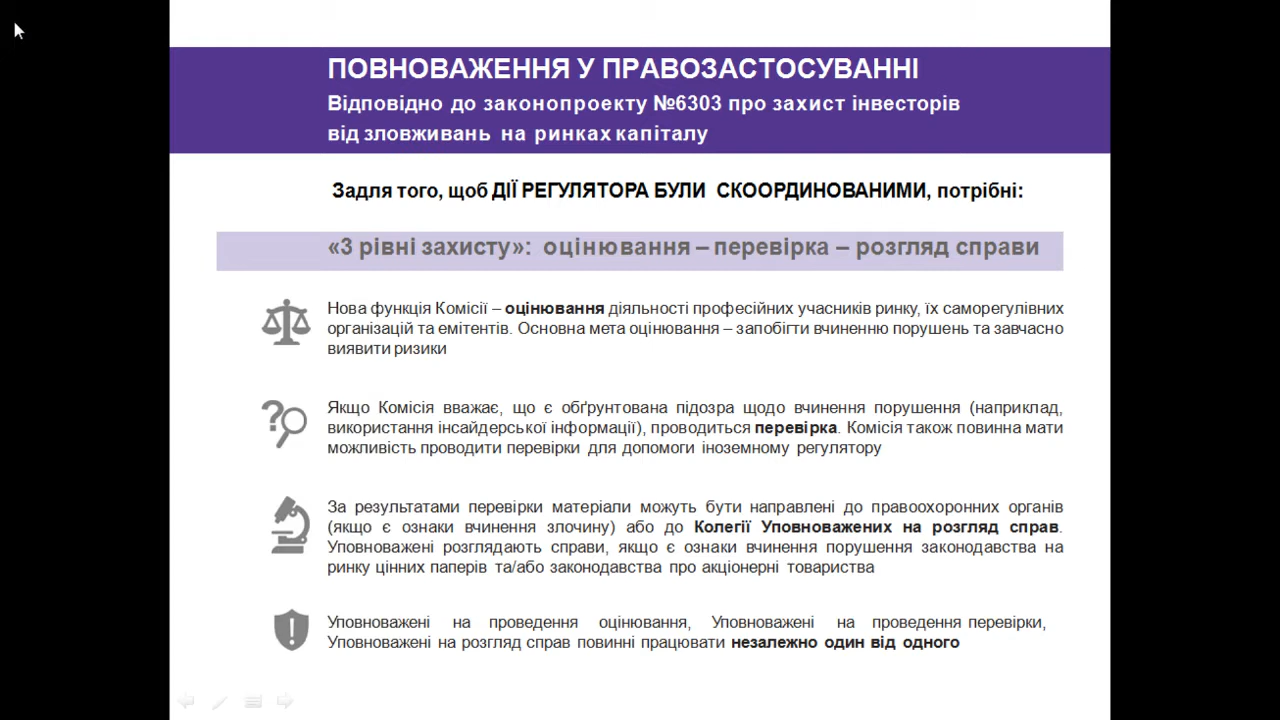 ПОВНОВАЖЕННЯ У ПРАВОЗАСТОСУВАННІ
Відповідно до законопроекту №6303 про захист інвесторів
від зловживань на ринках капіталу
Задля того, щоб ДІЇ РЕГУЛЯТОРА БУЛИ СКООРДИНОВАНИМИ, потрібні:
«3 рівні захисту»: оцінювання – перевірка – розгляд справи
Нова функція Комісії – оцінювання діяльності професійних учасників ринку, їх саморегулівних
організацій та емітентів. Основна мета оцінювання – запобігти вчиненню порушень та завчасно
виявити ризики
Якщо Комісія вважає, що є обґрунтована підозра щодо вчинення порушення (наприклад,
використання інсайдерської інформації), проводиться перевірка. Комісія також повинна мати
можливість проводити перевірки для допомоги іноземному регулятору
За результатами перевірки матеріали можуть бути направлені до правоохоронних органів
(якщо є ознаки вчинення злочину) або до Колегії Уповноважених на розгляд справ.
Уповноважені розглядають справи, якщо є ознаки вчинення порушення законодавства на
ринку цінних паперів та/або законодавства про акціонерні товариства
Уповноважені на проведення оцінювання, Уповноважені на проведення перевірки,
Уповноважені на розгляд справ повинні працювати незалежно один від одного